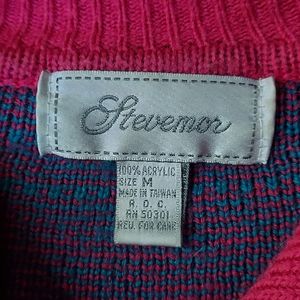 Stevemor
100% ACRYLIC
SIZE M
MADE IN TAIWAN
R. O. C.
RN 50301
REV. FOR CARE